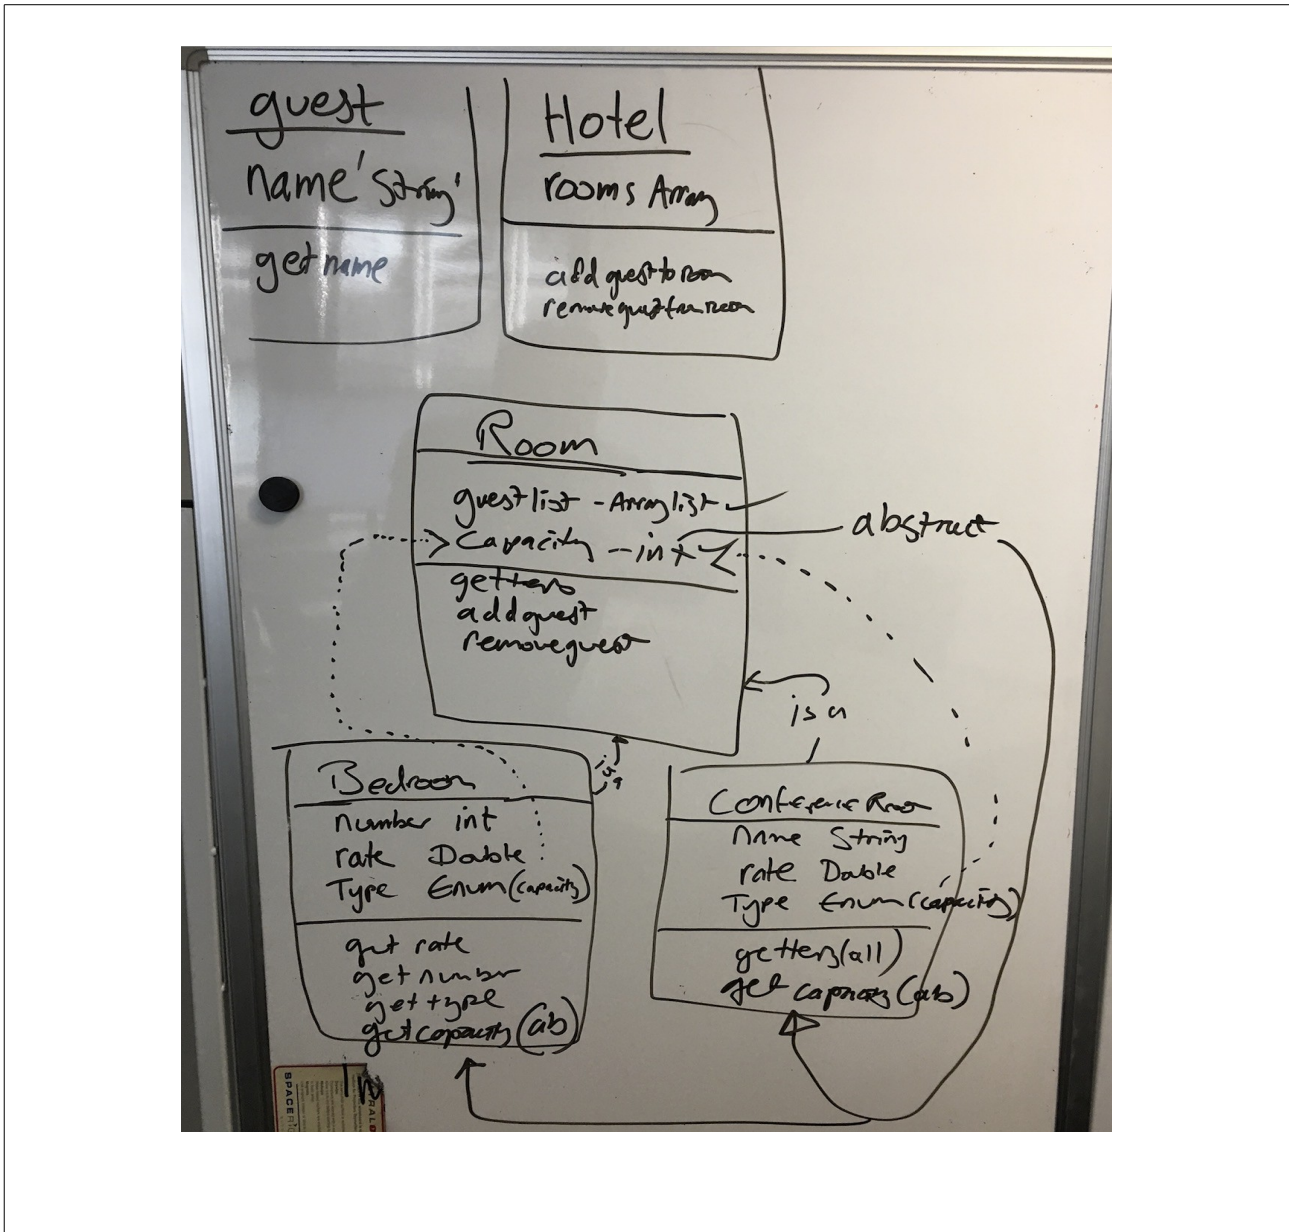 guest
name 'String'
get name
Hotel
rooms Array
add guest to room
remove guest from room
Room
guest list - Array list
Capacity - int
abstract
getters
add guest
remove guest
is a
is a
Bedroom
number int
rate Double
Type Enum (capacity)
get rate
get number
get type
get capacity (ab)
Conference Room
name String
rate Double
Type Enum (capacity)
getters (all)
get capacity (ab)